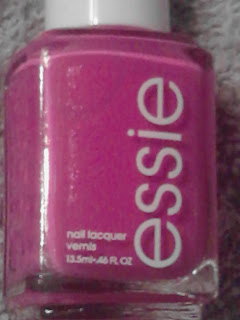 essie
nail lacquer
vernis
13.5ml-.46 FL OZ